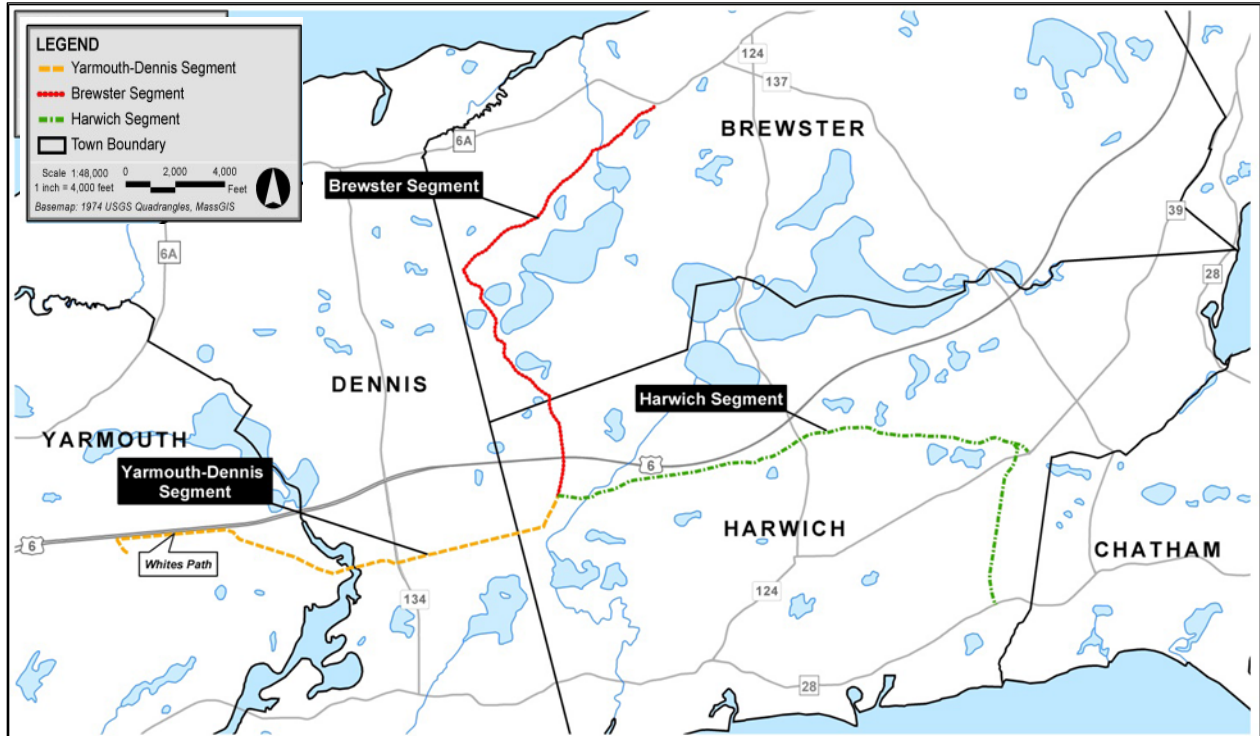 LEGEND
Yarmouth-Dennis Segment
Brewster Segment
Harwich Segment
Town Boundary
Scale 1:48,000
1 inch = 4,000 feet
0 2,000 4,000
Feet
Basemap: 1974 USGS Quadrangles, MassGIS
124
137
BREWSTER
6A
Brewster Segment
39
6A
28
DENNIS
Harwich Segment
YARMOUTH
6
Yarmouth-Dennis
Segment
HARWICH
6
Whites Path
CHATHAM
134
124
28